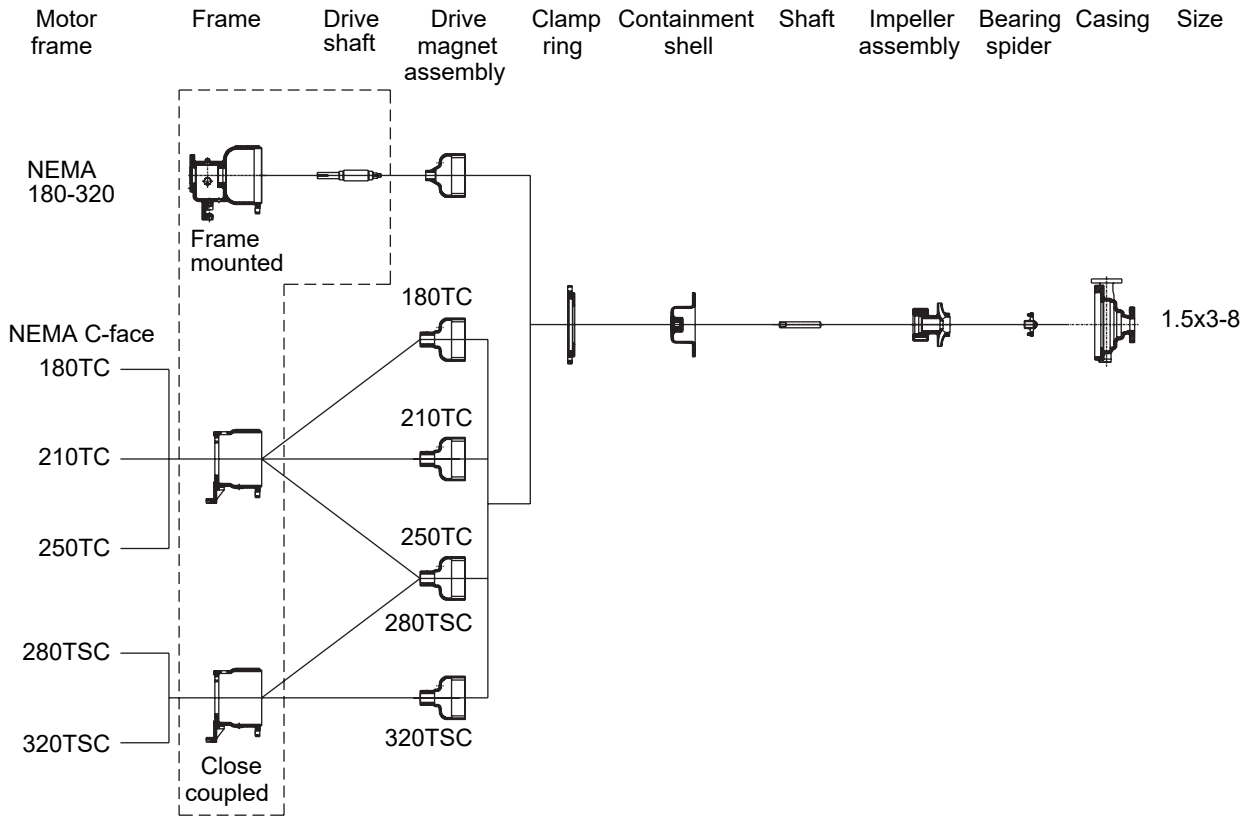 Motor
frame
Frame
Drive
shaft
Drive
magnet
assembly
Clamp
ring
Containment
shell
Shaft
Impeller
assembly
Bearing
spider
Casing
Size
NEMA
180-320
Frame
mounted
180TC
NEMA C-face
1.5x3-8
180TC
210TC
210TC
250TC
250TC
280TSC
280TSC
320TSC
320TSC
Close
coupled